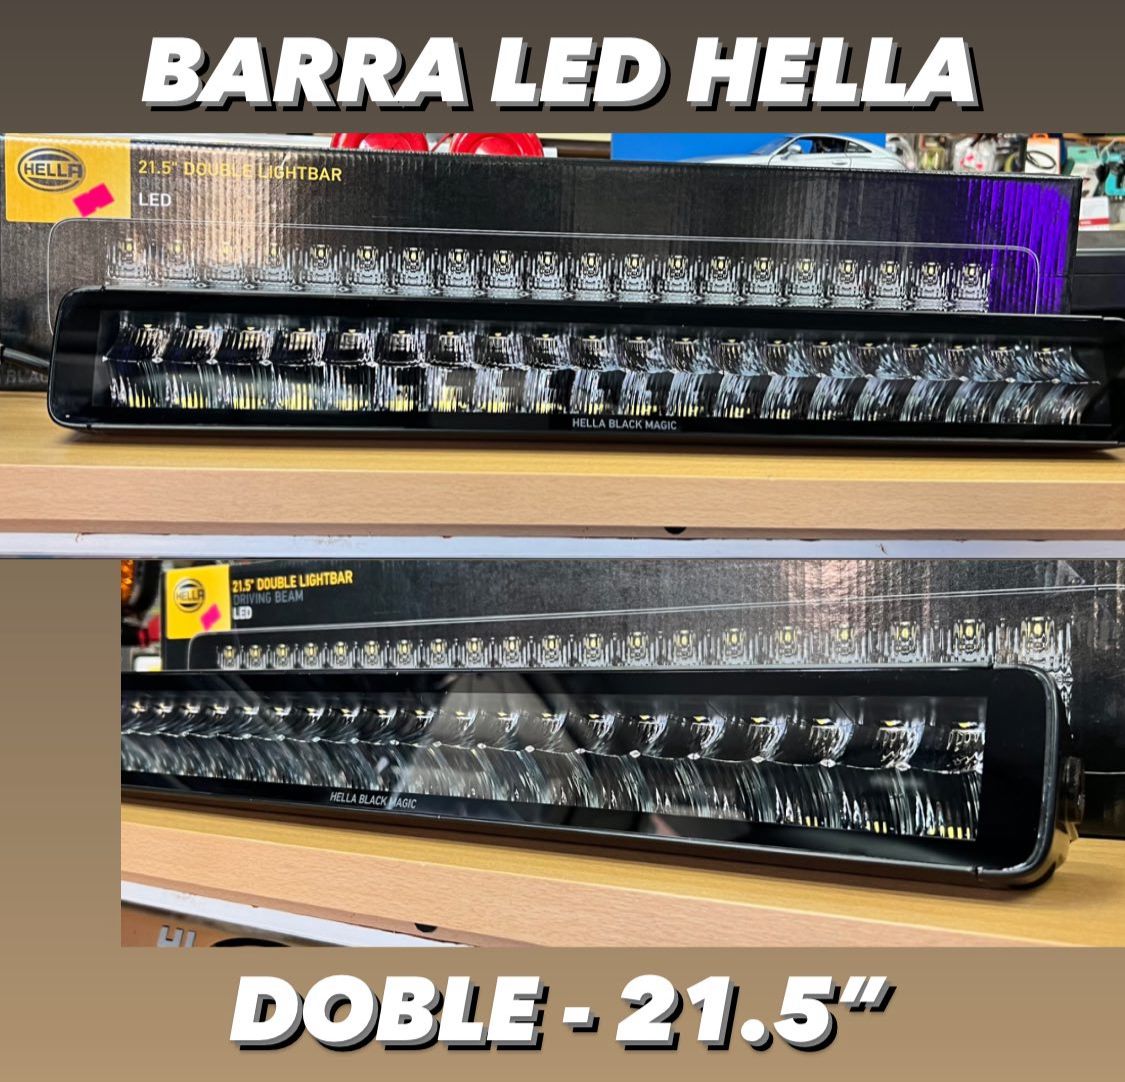 BARRA LED HELLA
HELLA
21.5" DOUBLE LIGHTBAR
LED
HELLA BLACK MAGIC
HELLA
21.5" DOUBLE LIGHTBAR
DRIVING BEAM
LED
HELLA BLACK MAGIC
DOBLE - 21.5”